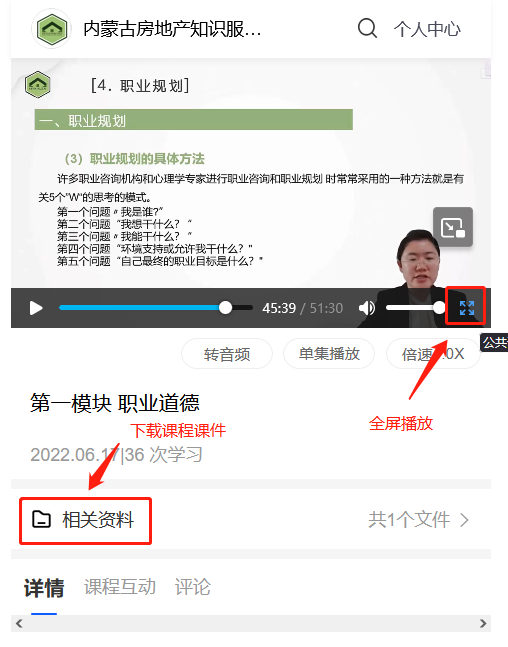 内蒙古房地产知识服...
个人中心
[4. 职业规划]
一、职业规划
（3）职业规划的具体方法
许多职业咨询机构和心理学专家进行职业咨询和职业规划 时常常采用的一种方法就是有
关5个"W"的思考的模式。
第一个问题〃我是谁?"
第二个问题 "我想干什么？ "
第三个问题〃我能干什么？ "
第四个问题 "环境支持或允许我干什么？"
第五个问题 "自己最终的职业目标是什么？"
45:39 / 51:30
转音频
单集播放
倍速 .0X
公共
第一模块 职业道德
全屏播放
下载课程课件
2022.06.17|36 次学习
相关资料
共1个文件
详情
课程互动
评论